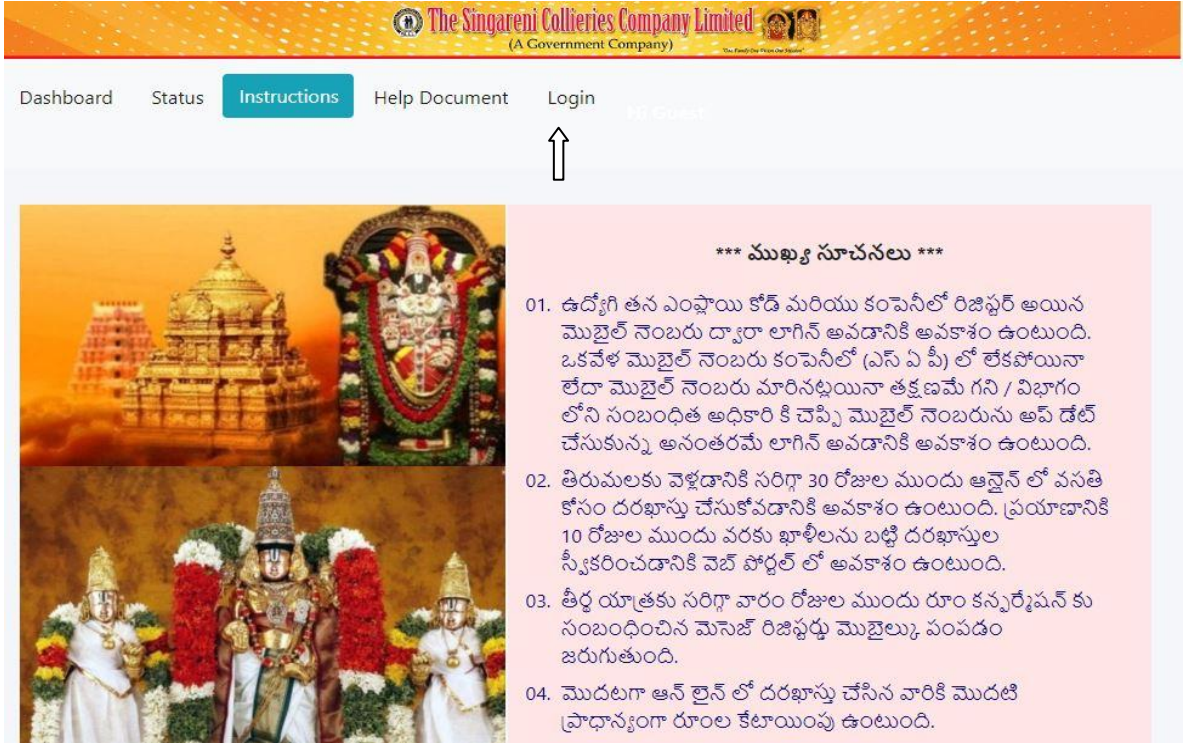 The Singareni Collieries Company Limited
(A Government Company)
Dashboard Status Instructions Help Document Login Hi Guest
*** ముఖ్య సూచనలు ***
01. ఉద్యోగి తన ఎంప్లాయి కోడ్ మరియు కంపెనీలో రిజిస్టర్ అయిన
మొబైల్ నెంబరు ద్వారా లాగిన్ అవడానికి అవకాశం ఉంటుంది.
ఒకవేళ మొబైల్ నెంబరు కంపెనీలో (ఎస్ ఏ పీ) లో లేకపోయినా
లేదా మొబైల్ నెంబరు మారినట్లయినా తక్షణమే గని / విభాగం
లోని సంబంధిత అధికారి కి చెప్పి మొబైల్ నెంబరును అప్ డేట్
చేసుకున్న అనంతరమే లాగిన్ అవడానికి అవకాశం ఉంటుంది.
02. తిరుమలకు వెళ్లడానికి సరిగ్గా 30 రోజుల ముందు ఆన్లైన్ లో వసతి
కోసం దరఖాస్తు చేసుకోవడానికి అవకాశం ఉంటుంది. ప్రయాణానికి
10 రోజుల ముందు వరకు ఖాళీలను బట్టి దరఖాస్తుల
స్వీకరించడానికి వెబ్ పోర్టల్ లో అవకాశం ఉంటుంది.
03. తీర్థ యాత్రకు సరిగ్గా వారం రోజుల ముందు రూం కన్ఫర్మేషన్ కు
సంబంధించిన మెసెజ్ రిజిస్టర్డు మొబైల్కు పంపడం
జరుగుతుంది.
04. మొదటగా ఆన్ లైన్ లో దరఖాస్తు చేసిన వారికి మొదటి
ప్రాధాన్యంగా రూంల కేటాయింపు ఉంటుంది.